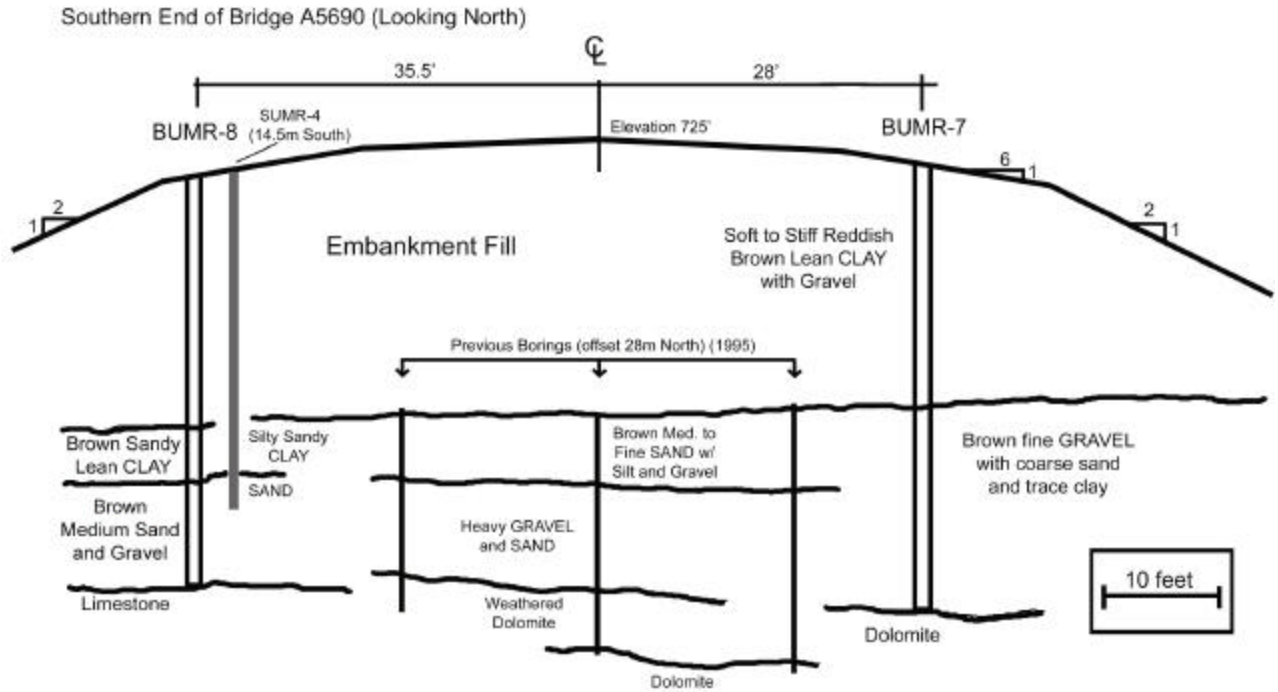 Southern End of Bridge A5690 (Looking North)
CL
35.5'
28'
SUMR-4
(14.5m South)
BUMR-8
Elevation 725'
BUMR-7
6
1
2
1
2
1
Embankment Fill
Soft to Stiff Reddish
Brown Lean CLAY
with Gravel
Previous Borings (offset 28m North) (1995)
Brown Sandy
Lean CLAY
Silty Sandy
CLAY
SAND
Brown Med. to
Fine SAND w/
Silt and Gravel
Brown fine GRAVEL
with coarse sand
and trace clay
Brown
Medium Sand
and Gravel
Heavy GRAVEL
and SAND
10 feet
Limestone
Weathered
Dolomite
Dolomite
Dolomite